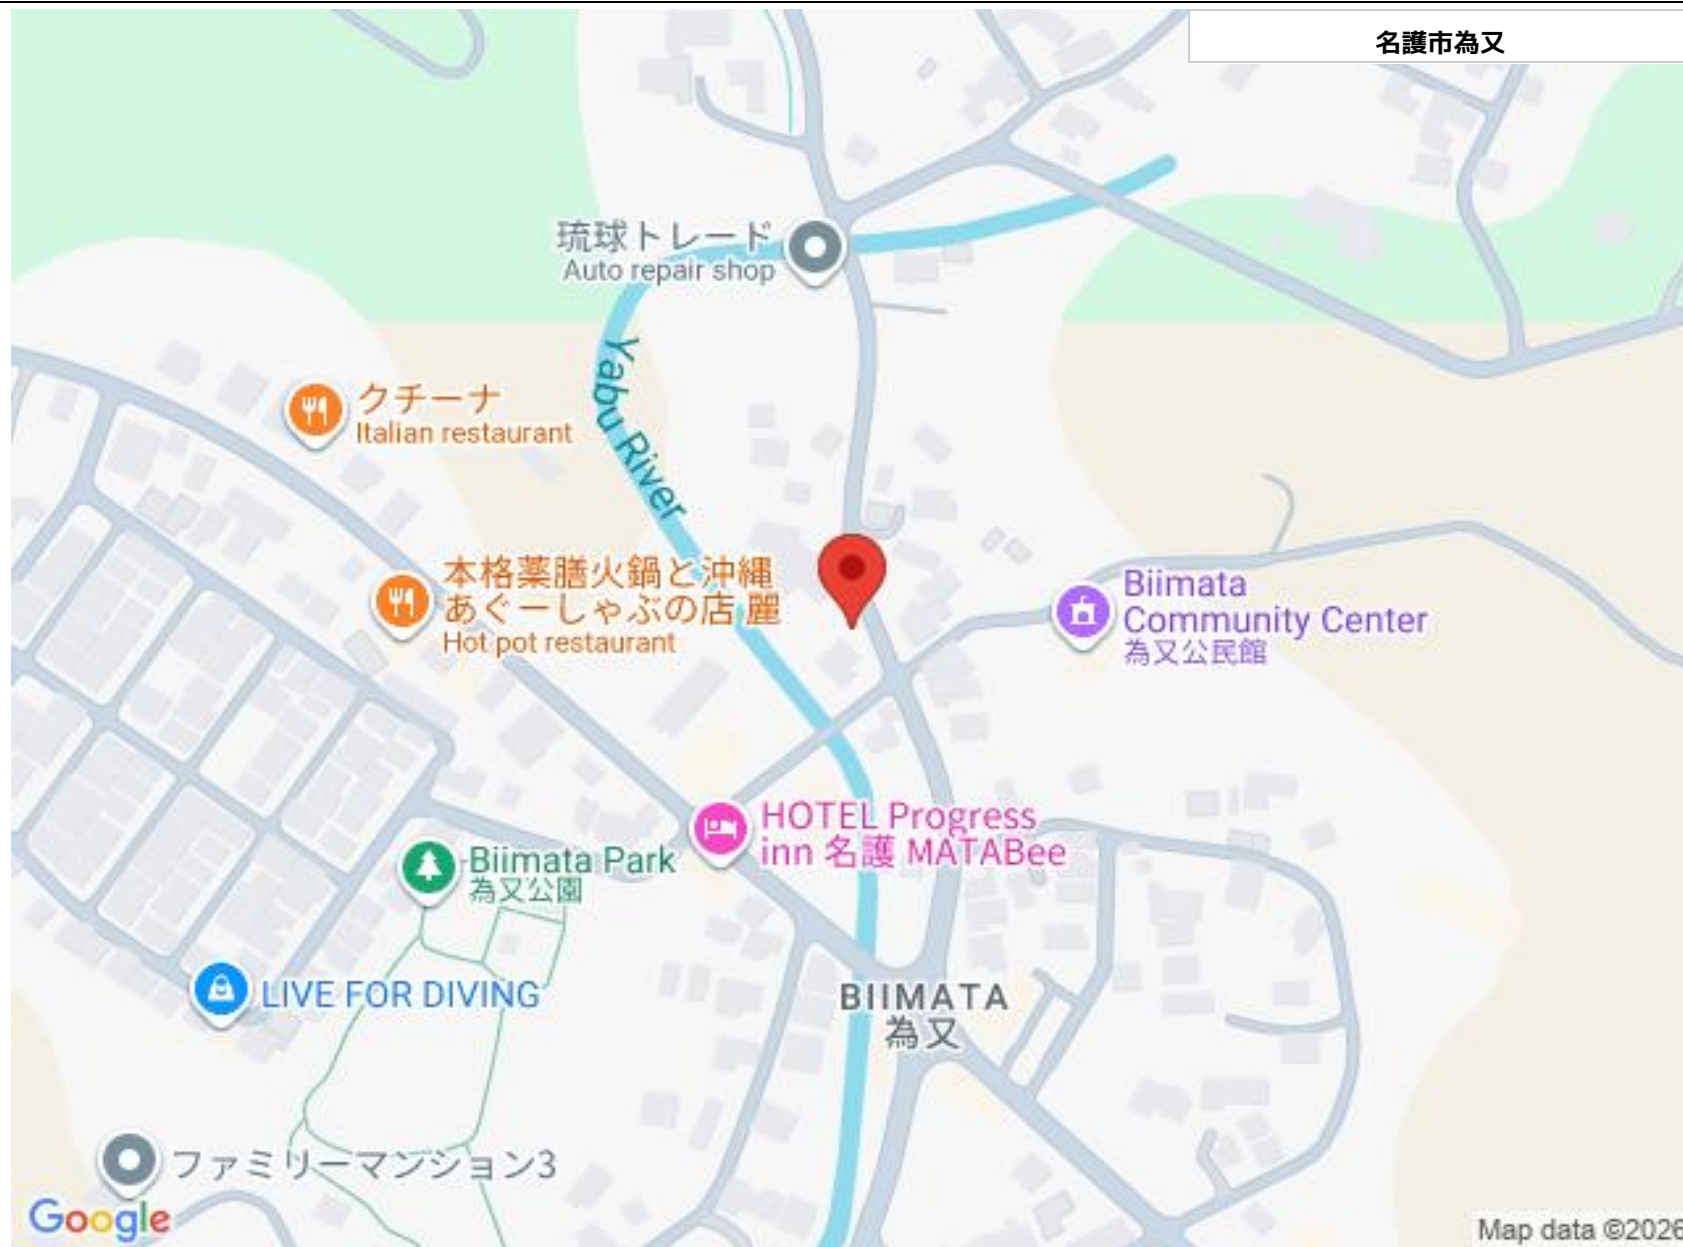 名護市為又
琉球トレード
Auto repair shop
Yabu River
クチーナ
Italian restaurant
本格薬膳火鍋と沖縄
あぐーしゃぶの店 麗
Hot pot restaurant
Biimata
Community Center
為又公民館
HOTEL Progress
inn 名護 MATABee
Biimata Park
為又公園
LIVE FOR DIVING
BIIMATA
為又
ファミリーマンション3
Google
Map data ©2026